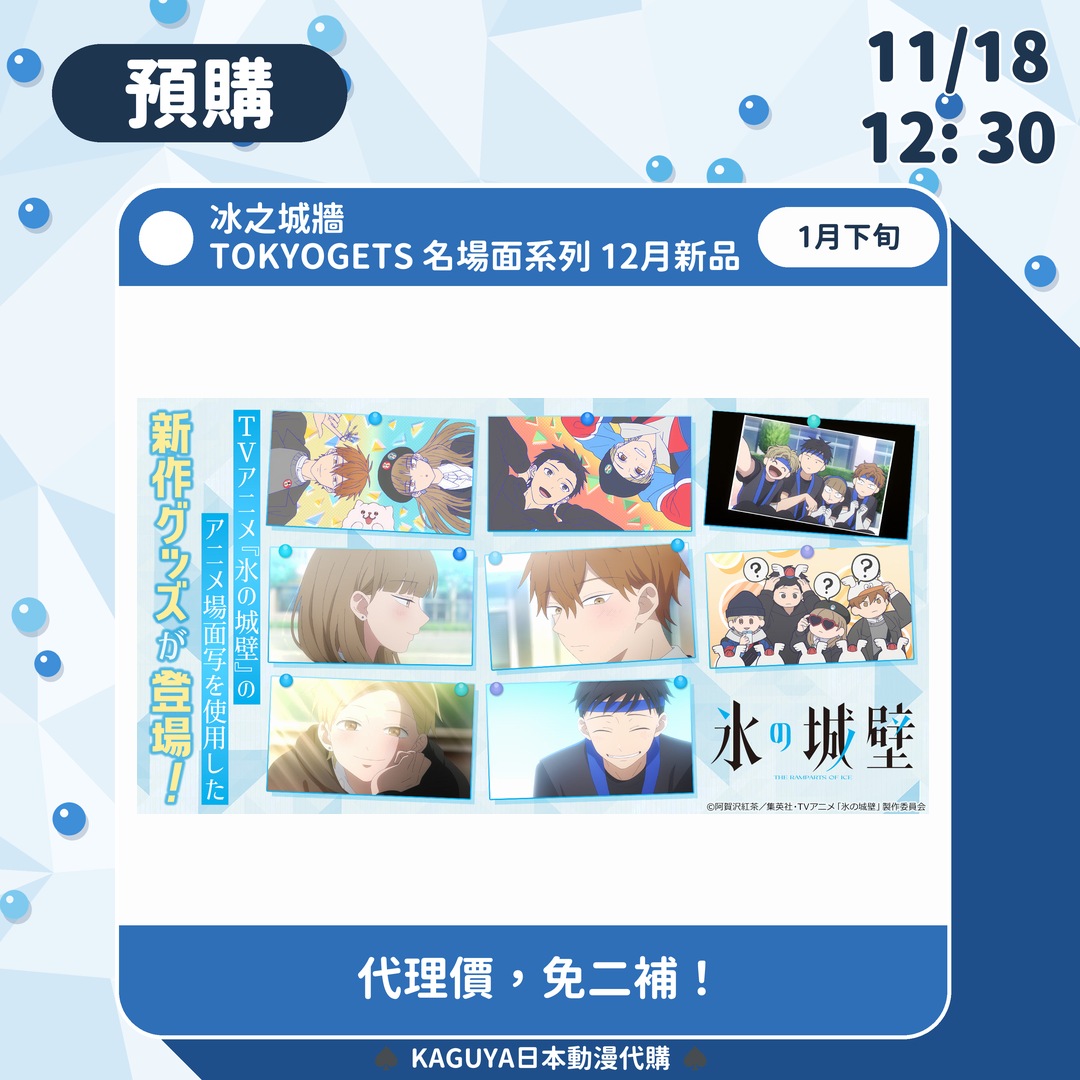 預購
11/18
12: 30
冰之城牆
TOKYOGETS 名場面系列 12月新品
1月下旬
TVアニメ『氷の城壁』の
アニメ場面写を使用した
新作グッズが登場！
?
?
?
氷の城壁
THE RAMPARTS OF ICE
©阿賀沢紅茶／集英社・TVアニメ「氷の城壁」製作委員会
代理價，免二補！
KAGUYA日本動漫代購